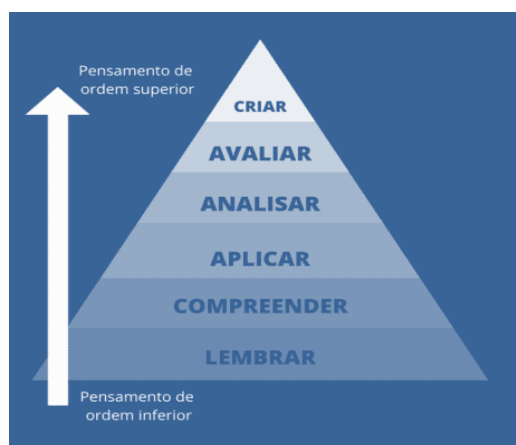 Pensamento de
ordem superior
CRIAR
AVALIAR
ANALISAR
APLICAR
COMPREENDER
LEMBRAR
Pensamento de
ordem inferior